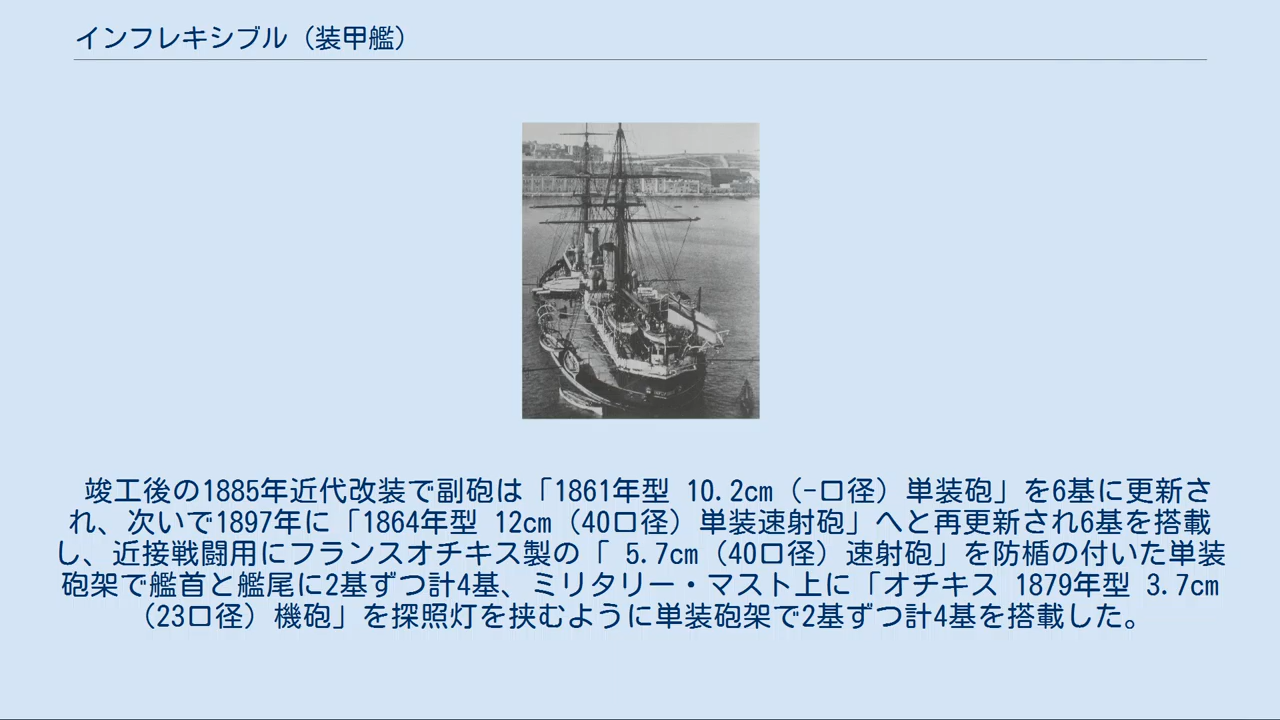 インフレキシブル（装甲艦）
竣工後の1885年近代改装で副砲は「1861年型 10.2cm（-口径）単装砲」を6基に更新さ
れ、次いで1897年に「1864年型 12cm（40口径）単装速射砲」へと再更新され6基を搭載
し、近接戦闘用にフランスオチキス製の「 5.7cm（40口径）速射砲」を防楯の付いた単装
砲架で艦首と艦尾に2基ずつ計4基、ミリタリー・マスト上に「オチキス 1879年型 3.7cm
（23口径）機砲」を探照灯を挟むように単装砲架で2基ずつ計4基を搭載した。